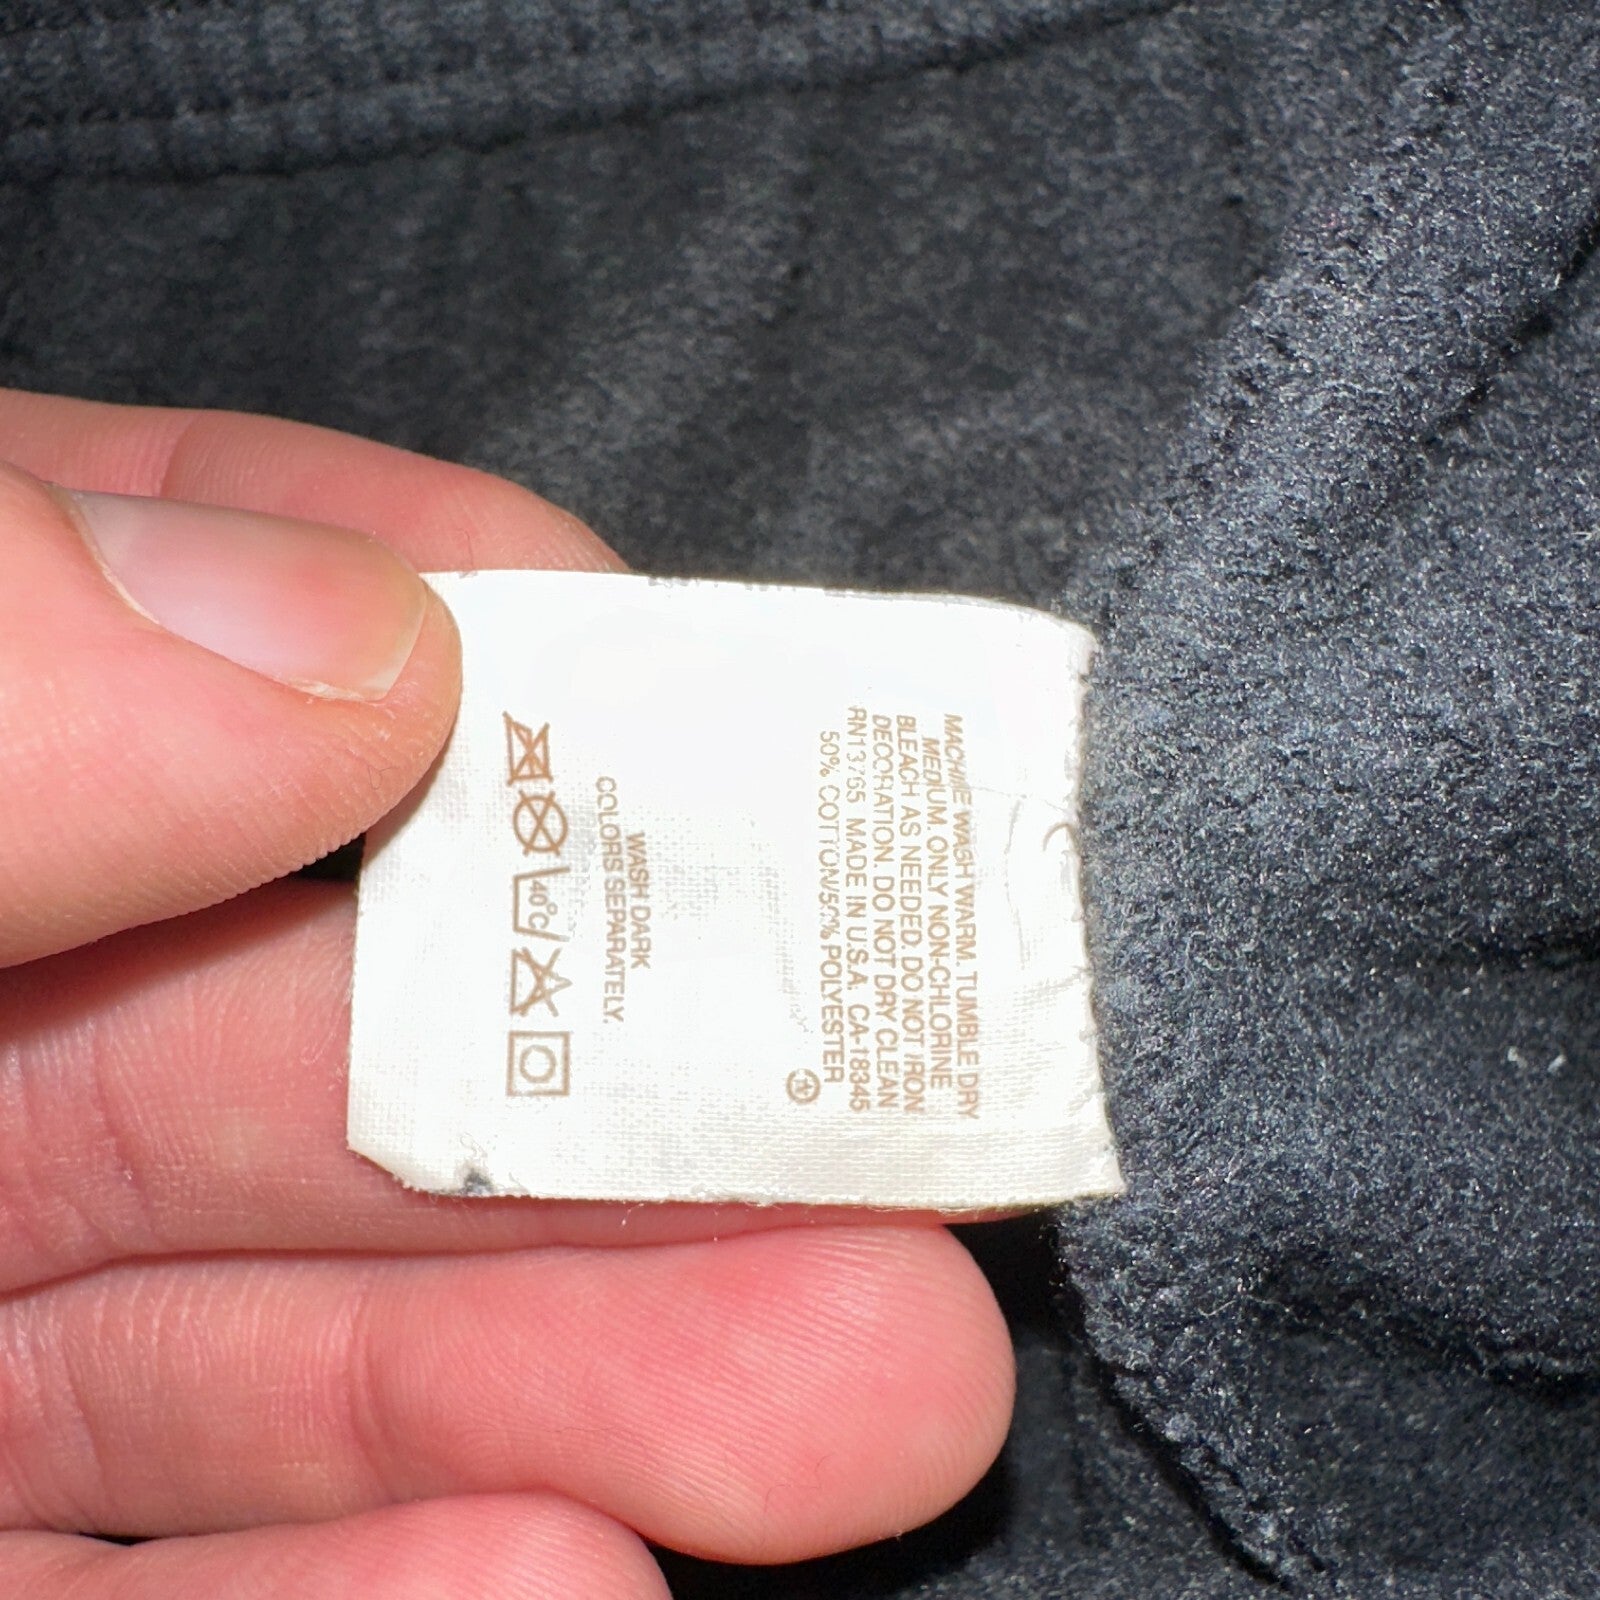 MACHINE WASH WARM. TUMBLE DRY
MEDIUM. ONLY NON-CHLORINE
BLEACH AS NEEDED. DO NOT IRON
DECORATION. DO NOT DRY CLEAN
RN13765 MADE IN U.S.A. CA-18345
50% COTTON/50% POLYESTER
WASH DARK
COLORS SEPARATELY.
40°C